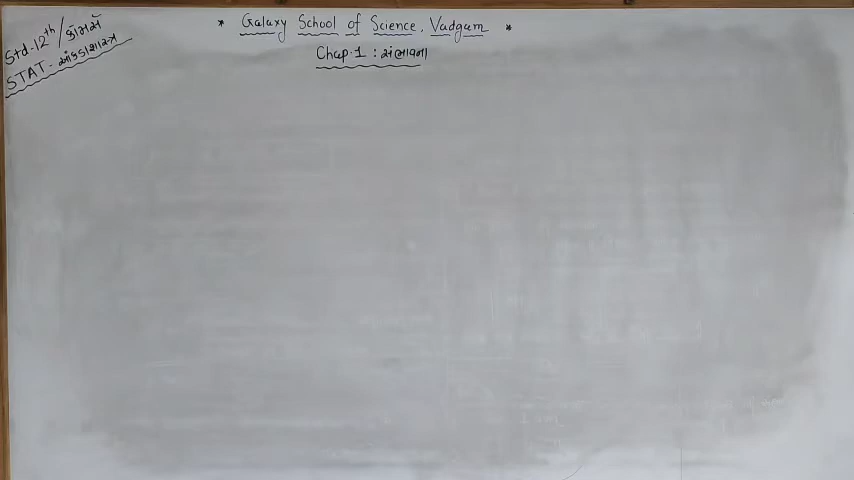 * Galaxy School of Science, Vadgam *
Chap.1 : સંભાવના
Std.12th / કોમર્સ
STAT - આંકડાશાસ્ત્ર